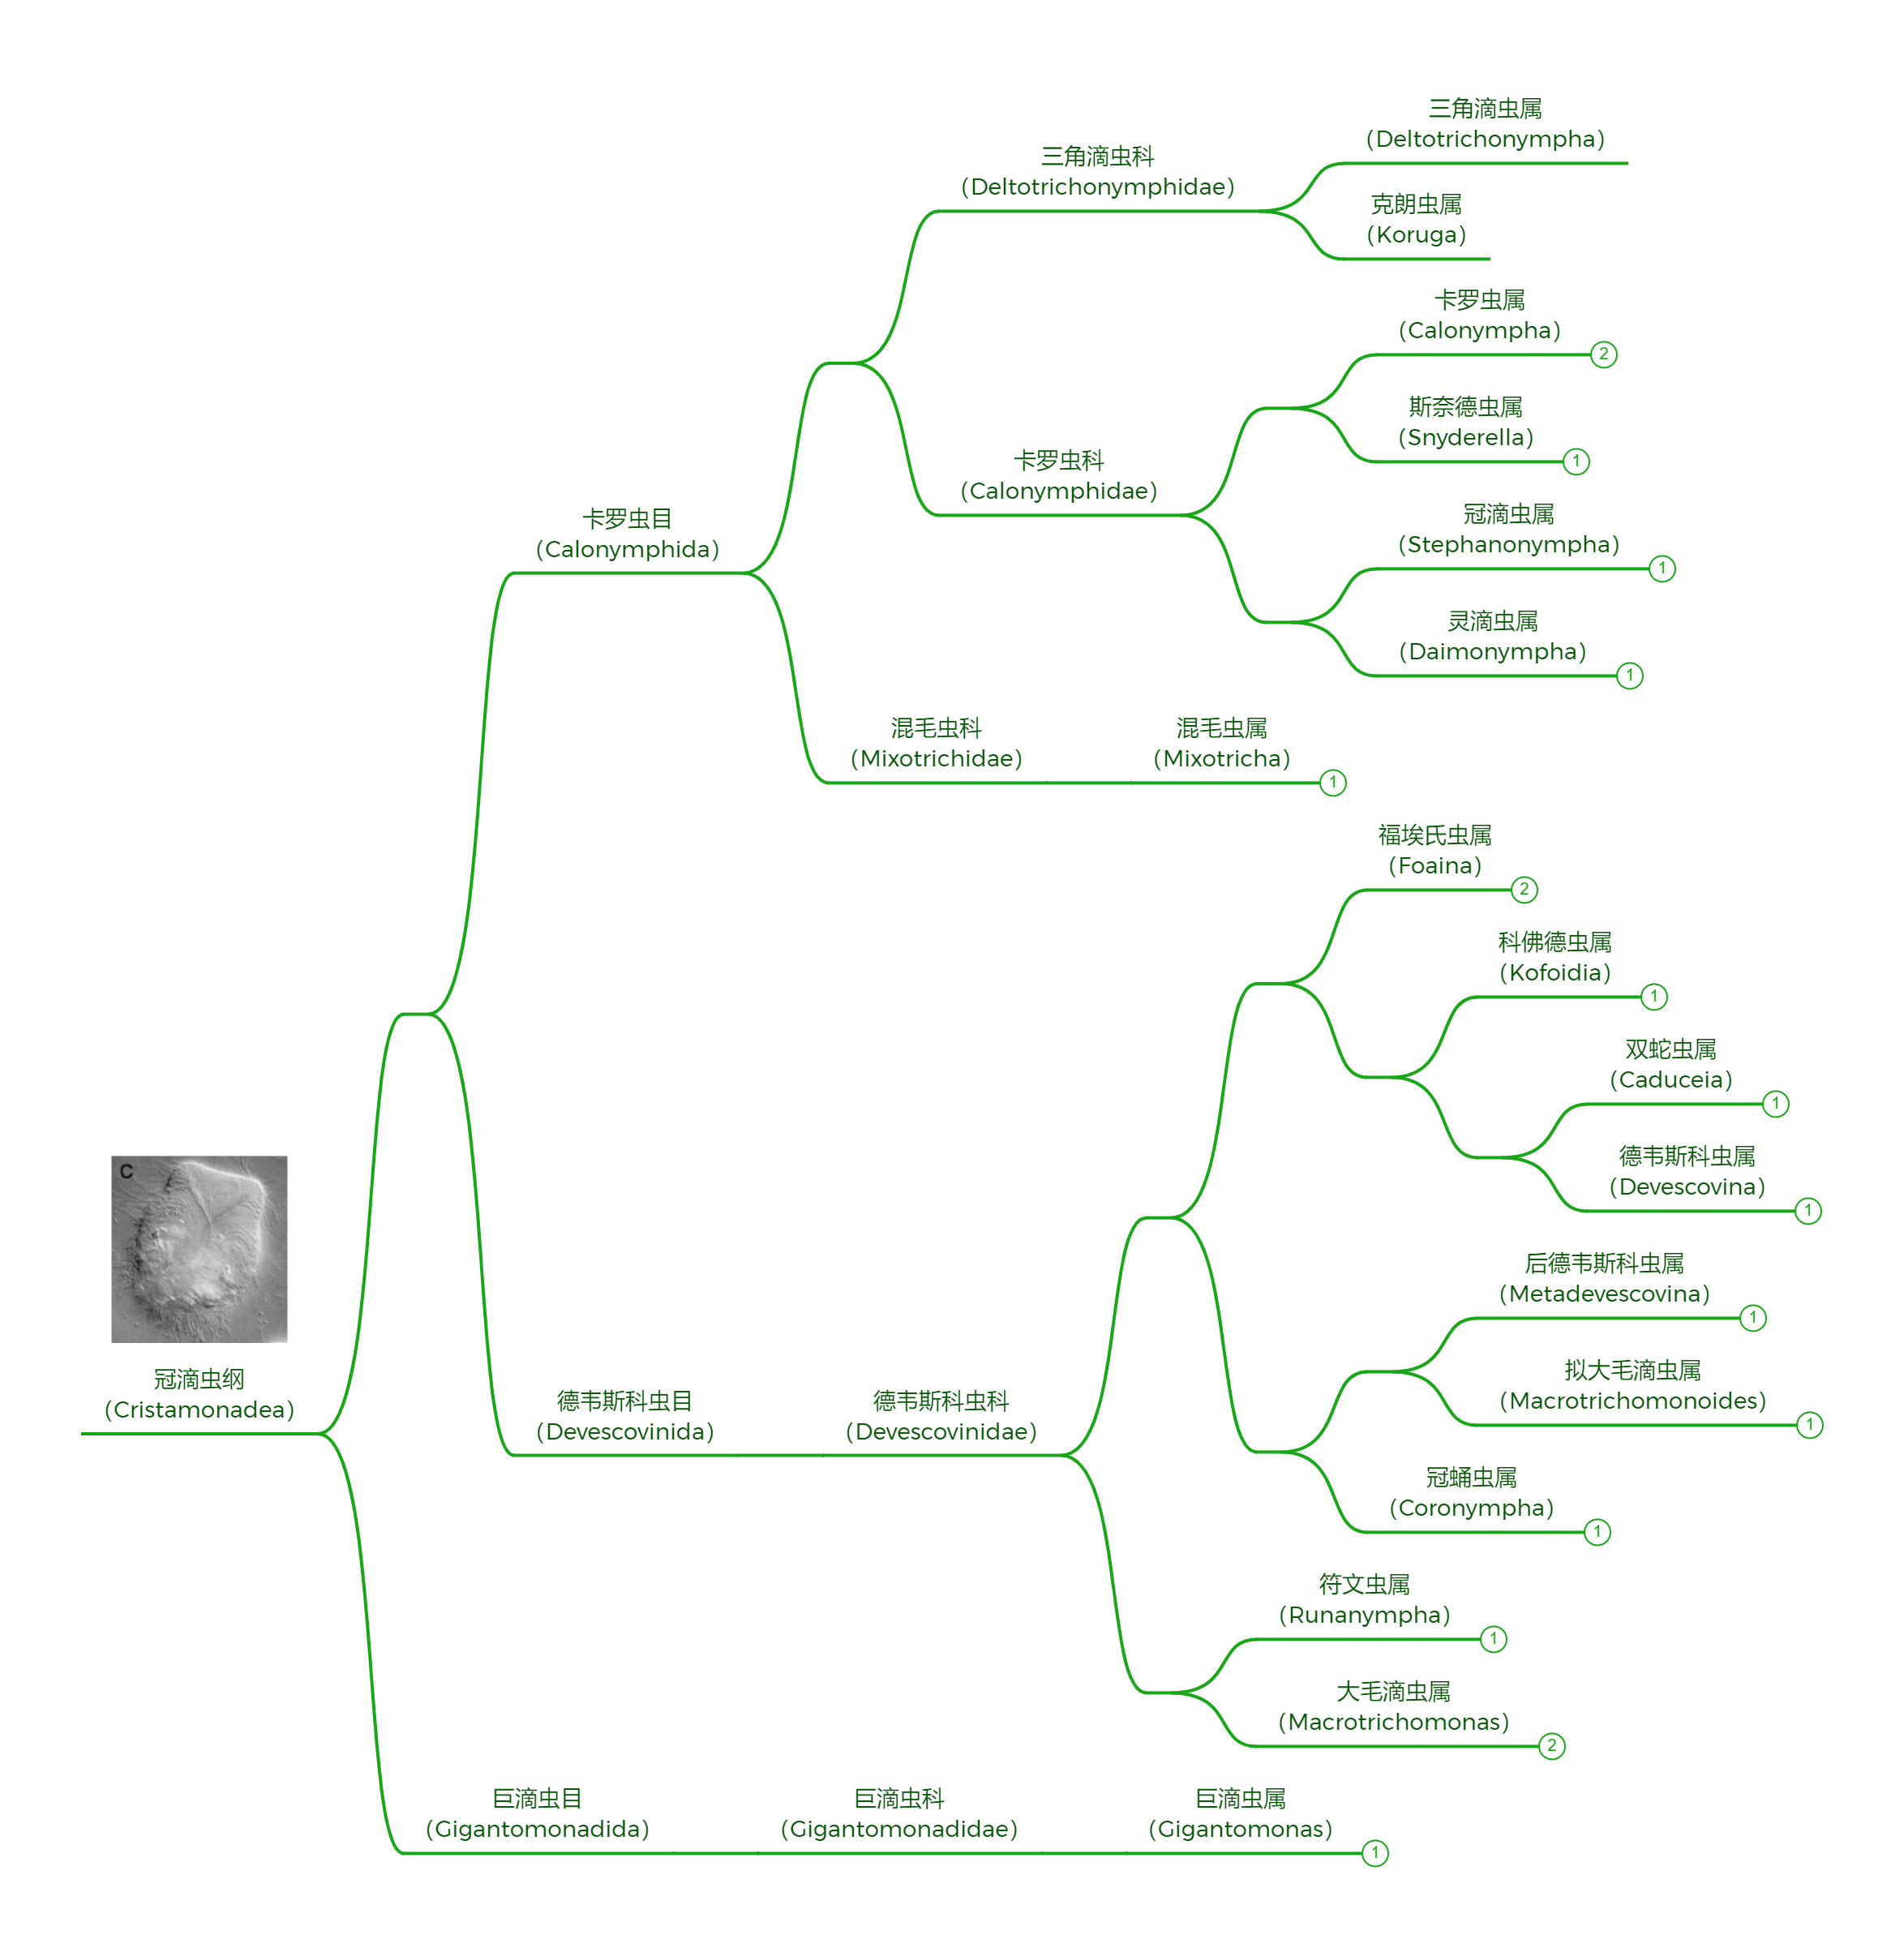 三角滴虫属
(Deltotrichonympha)
三角滴虫科
(Deltotrichonymphidae)
克朗虫属
(Koruga)
卡罗虫属
(Calonympha)
2
斯奈德虫属
(Snyderella)
1
卡罗虫科
(Calonymphidae)
冠滴虫属
(Stephanonympha)
1
卡罗虫目
(Calonymphida)
灵滴虫属
(Daimonympha)
1
混毛虫科
(Mixotrichidae)
混毛虫属
(Mixotricha)
1
福埃氏虫属
(Foaina)
2
科佛德虫属
(Kofoidia)
1
双蛇虫属
(Caduceia)
1
德韦斯科虫属
(Devescovina)
1
C
后德韦斯科虫属
(Metadevescovina)
1
冠滴虫纲
(Cristamonadea)
拟大毛滴虫属
(Macrotrichomonoides)
1
德韦斯科虫目
(Devescovinida)
德韦斯科虫科
(Devescovinidae)
冠蛹虫属
(Coronympha)
1
符文虫属
(Runanympha)
1
大毛滴虫属
(Macrotrichomonas)
2
巨滴虫目
(Gigantomonadida)
巨滴虫科
(Gigantomonadidae)
巨滴虫属
(Gigantomonas)
1